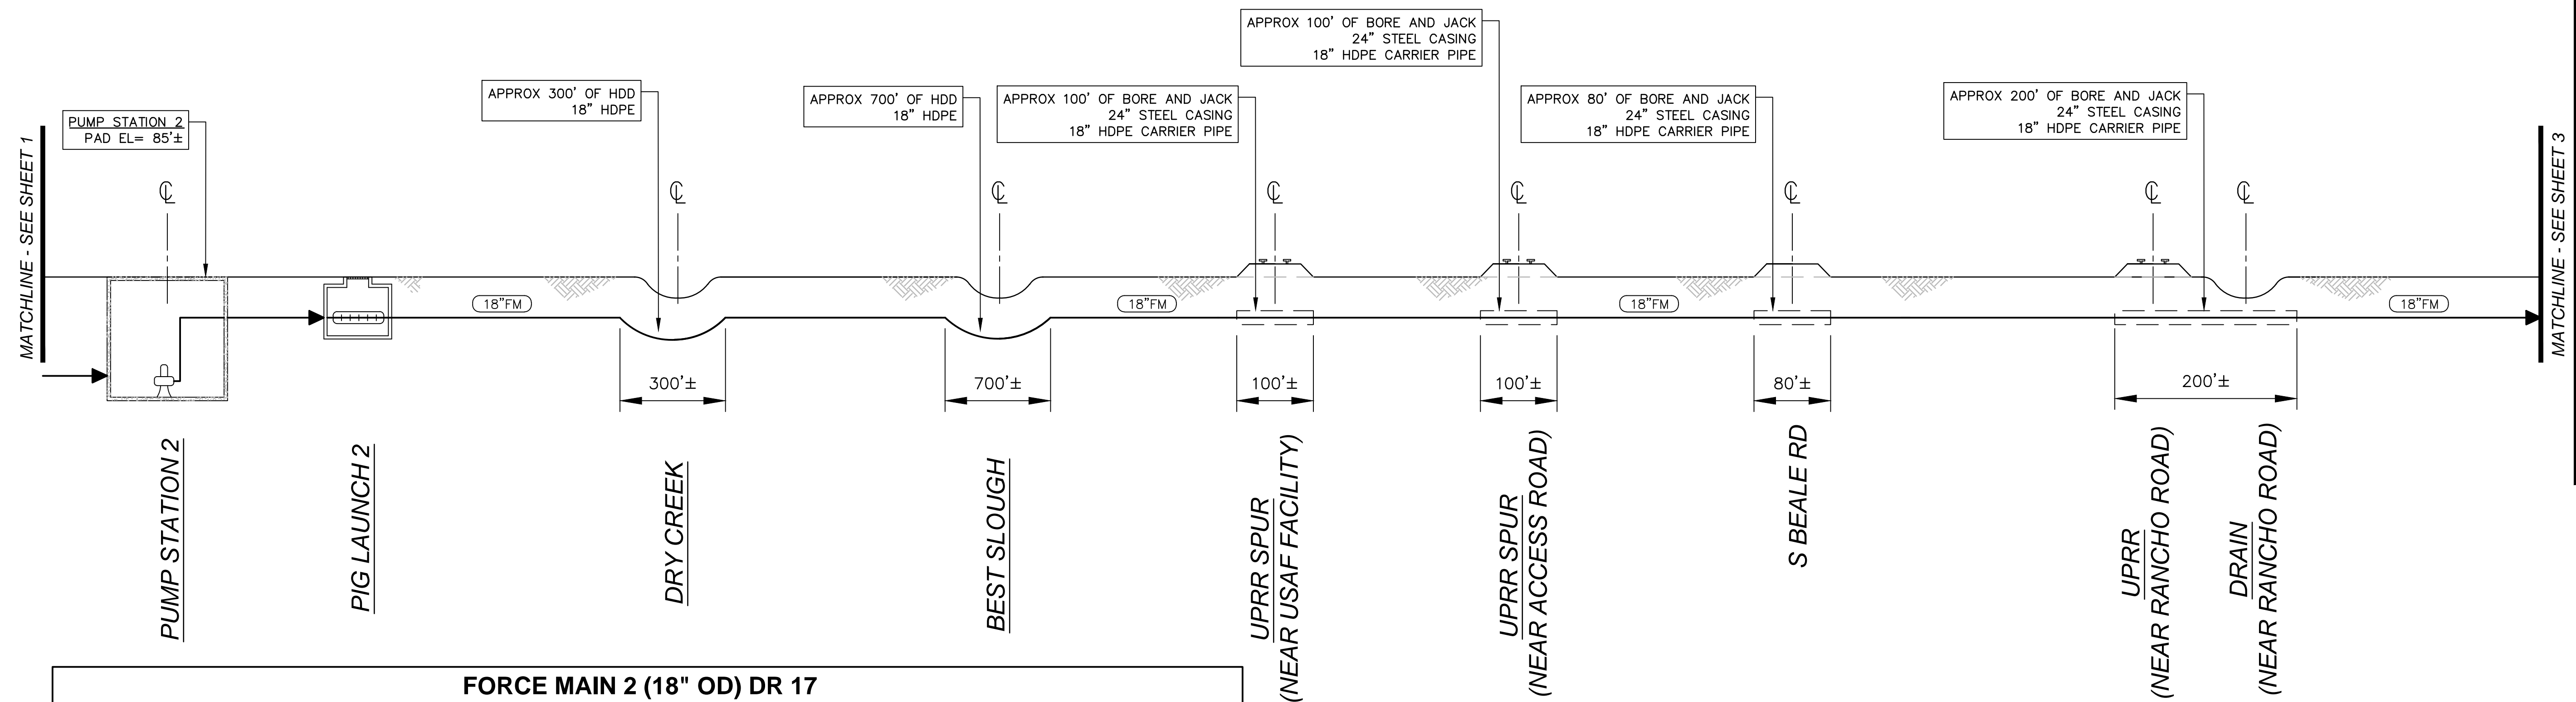 APPROX 100' OF BORE AND JACK
24" STEEL CASING
18" HDPE CARRIER PIPE
PUMP STATION 2
PAD EL= 85'±
APPROX 300' OF HDD
18" HDPE
APPROX 700' OF HDD
18" HDPE
APPROX 100' OF BORE AND JACK
24" STEEL CASING
18" HDPE CARRIER PIPE
APPROX 80' OF BORE AND JACK
24" STEEL CASING
18" HDPE CARRIER PIPE
APPROX 200' OF BORE AND JACK
24" STEEL CASING
18" HDPE CARRIER PIPE
MATCHLINE - SEE SHEET 1
MATCHLINE - SEE SHEET 3
℄
℄
℄
℄
℄
℄
℄
℄
18"FM
18"FM
18"FM
18"FM
300'±
700'±
100'±
100'±
80'±
200'±
PUMP STATION 2
PIG LAUNCH 2
DRY CREEK
BEST SLOUGH
UPRR SPUR
(NEAR USAF FACILITY)
UPRR SPUR
(NEAR ACCESS ROAD)
S BEALE RD
UPRR
(NEAR RANCHO ROAD)
DRAIN
(NEAR RANCHO ROAD)
FORCE MAIN 2 (18" OD) DR 17